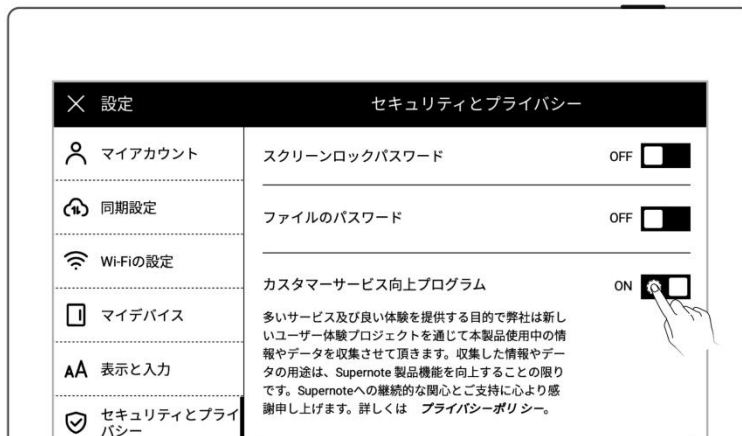 設定
セキュリティとプライバシー
マイアカウント
同期設定
Wi-Fiの設定
マイデバイス
AA 表示と入力
セキュリティとプライ
バシー
スクリーンロックパスワード OFF
ファイルのパスワード OFF
カスタマーサービス向上プログラム ON
多いサービス及び良い体験を提供する目的で弊社は新し
いユーザー体験プロジェクトを通じて本製品使用中の情
報やデータを収集させて頂きます。収集した情報やデー
タの用途は、Supernote 製品機能を向上することの限り
です。Supernoteへの継続的な関心とご支持に心より感
謝申し上げます。詳しくは プライバシーポリ シー。